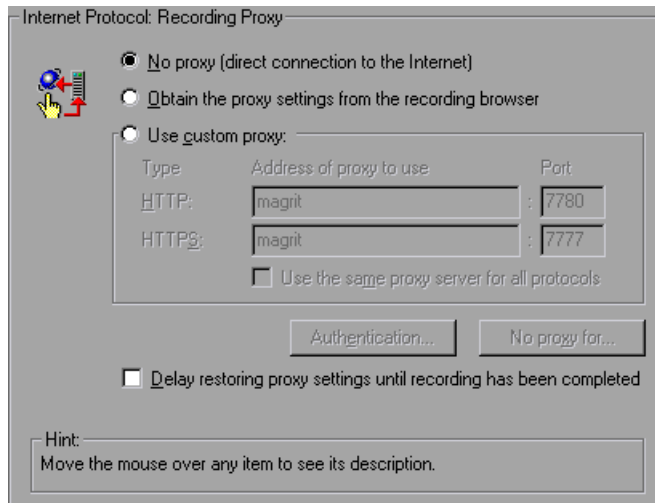 Internet Protocol: Recording Proxy
No proxy (direct connection to the Internet)
Obtain the proxy settings from the recording browser
Use custom proxy:
Type Address of proxy to use Port
HTTP: magrit : 7780
HTTPS: magrit : 7777
Use the same proxy server for all protocols
Authentication... No proxy for...
Delay restoring proxy settings until recording has been completed
Hint:
Move the mouse over any item to see its description.